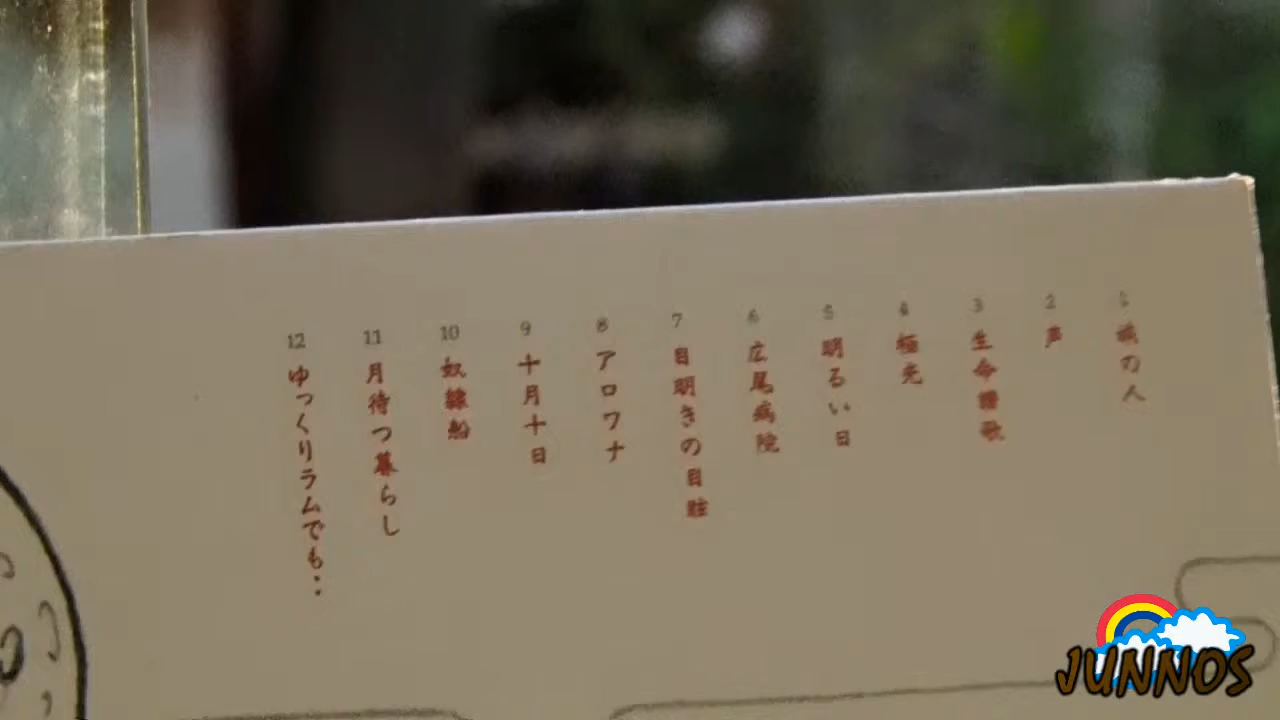 1 の人
2 声
3 生命讃歌
4 極光
5 明るい日
6 広尾病院
7 目明きの目眩
8 アロワナ
9 十月十日
10 奴隷船
11 月待つ暮らし
12 ゆっくりラムでも‥
JUNNOS